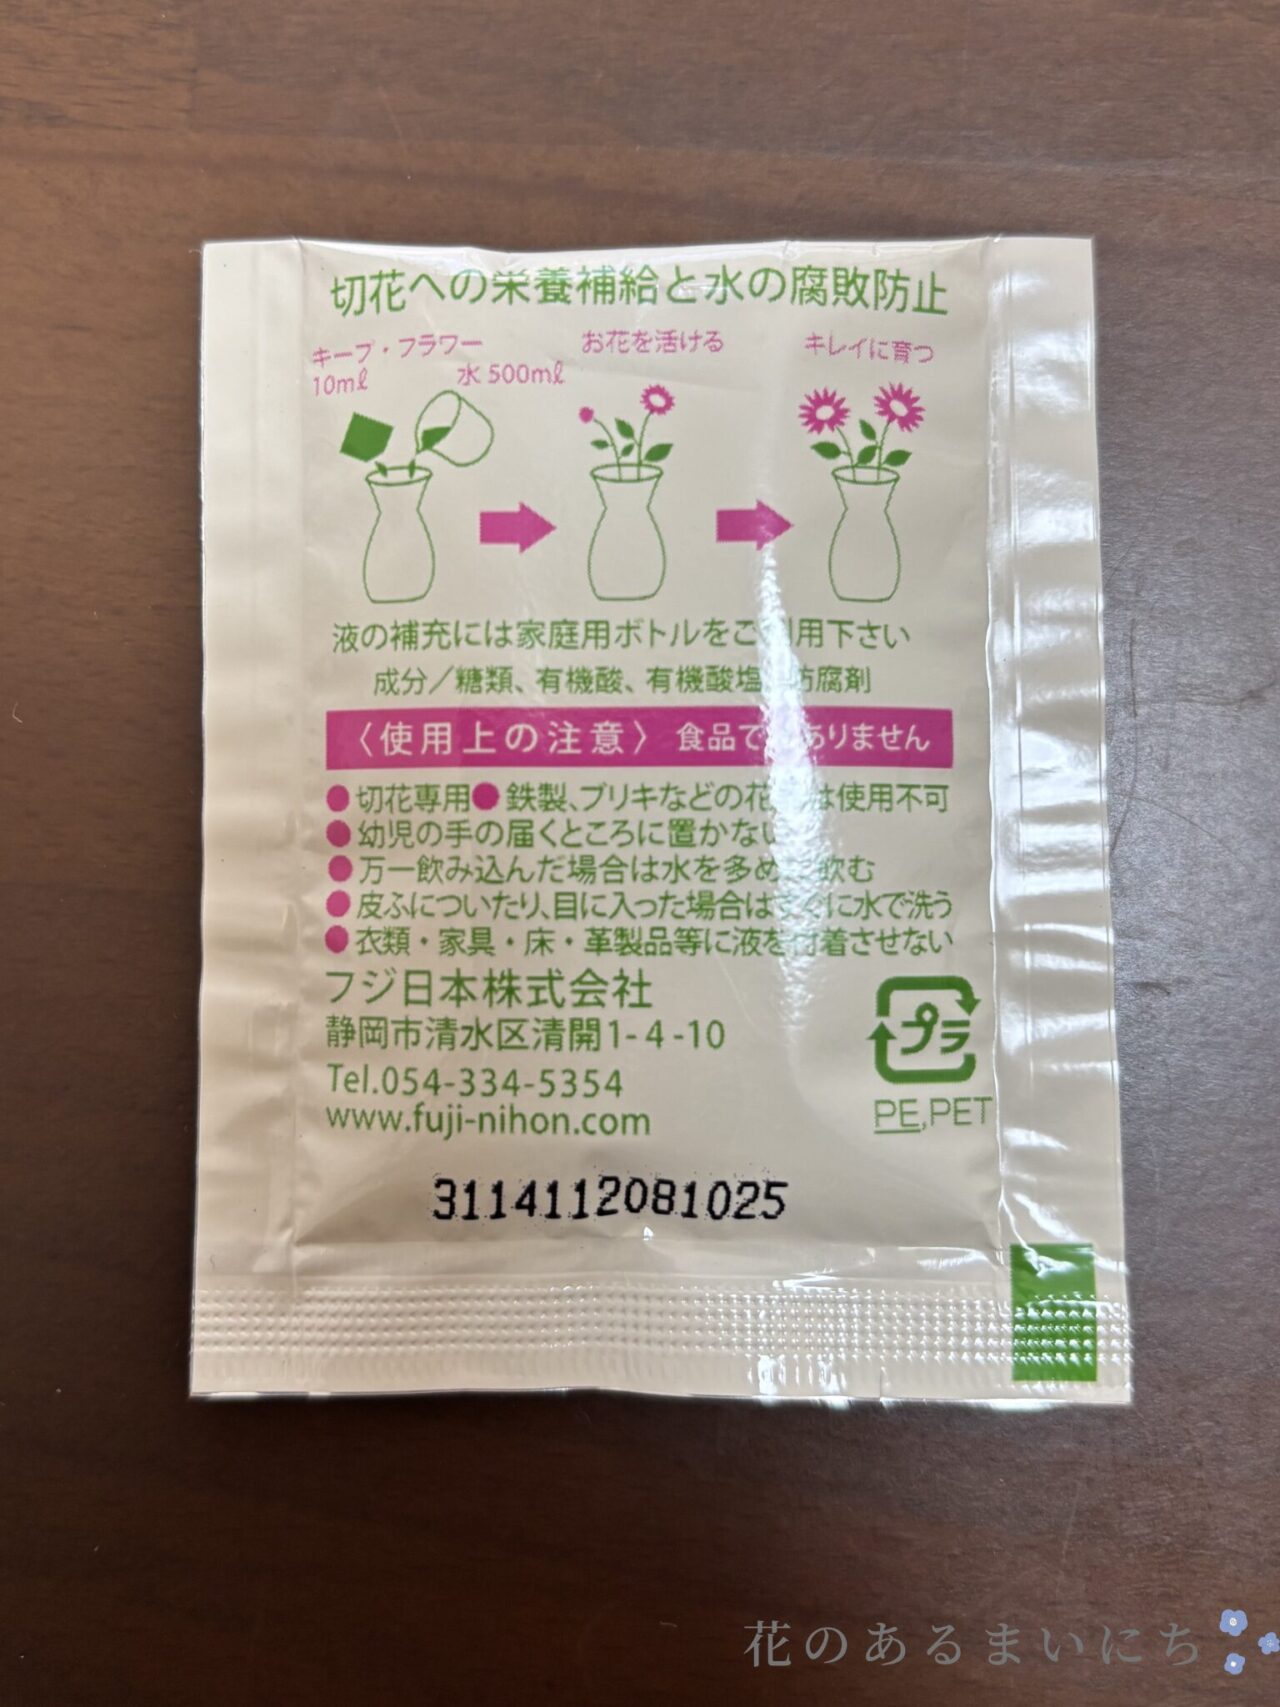 切花への栄養補給と水の腐敗防止
キープ・フラワー
10mℓ
水 500mℓ
お花を活ける
キレイに育つ
液の補充には家庭用ボトルをご 用下さい
成分／糖類、有機酸、有機酸塩、防腐剤
〈使用上の注意〉 食品で ありません
●切花専用●鉄製、ブリキなどの花 は使用不可
●幼児の手の届くところに置かない
●万一飲み込んだ場合は水を多め 飲む
●皮ふについたり、目に入った場合は に水で洗う
●衣類・家具・床・革製品等に液を付着させない
フジ日本株式会社
静岡市清水区清開1-4-10
Tel.054-334-5354
www.fuji-nihon.com
プラ
PE,PET
3114112081025
花のあるまいにち